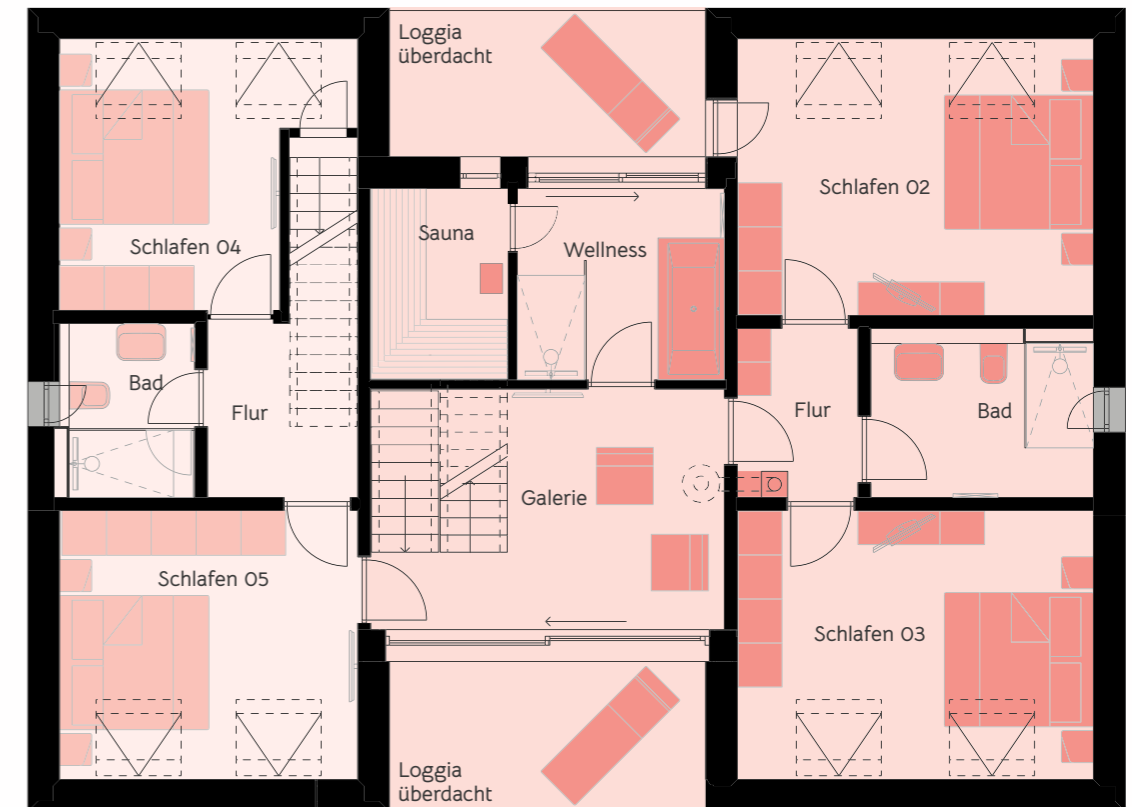 Loggia
überdacht
Schlafen 02
Sauna
Wellness
Schlafen 04
Bad
Flur
Flur
Bad
Galerie
Schlafen 05
Schlafen 03
Loggia
überdacht